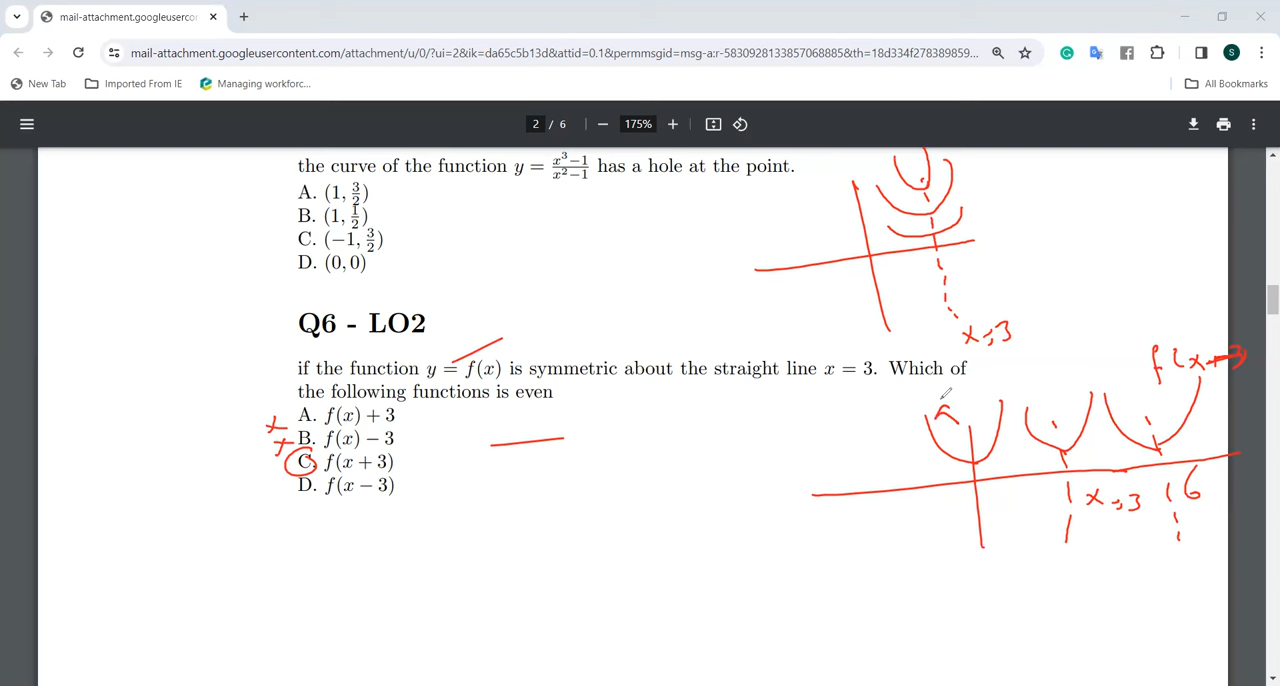 mail-attachment.googleusercor
mail-attachment.googleusercontent.com/attachment/u/0/?ui=2&ik=da65c5b13d&attid=0.1&permmsgid=msg-a:r-5830928133857068885&th=18d334f278389859...
S
New Tab
Imported From IE
Managing workforc...
All Bookmarks
2 / 6
175%
the curve of the function y = x³−1 / x²−1 has a hole at the point.
A. (1, 3/2)
B. (1, 1/2)
C. (−1, 3/2)
D. (0, 0)
x=3
Q6 - LO2
f(x-3)
if the function y = f(x) is symmetric about the straight line x = 3. Which of
the following functions is even
A. f(x) + 3
B. f(x) − 3
C. f(x + 3)
D. f(x − 3)
x=3
6